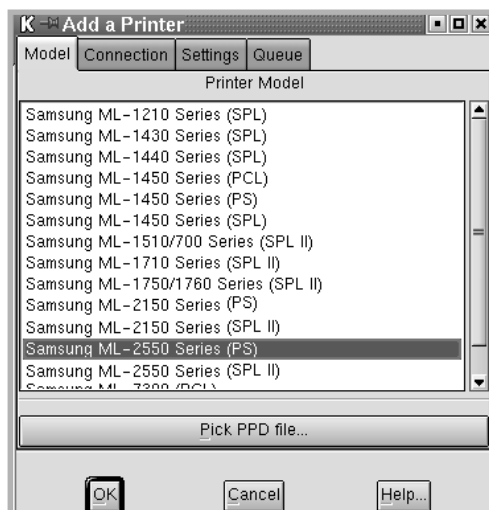 K Add a Printer
Model Connection Settings Queue
Printer Model
Samsung ML-1210 Series (SPL)
Samsung ML-1430 Series (SPL)
Samsung ML-1440 Series (SPL)
Samsung ML-1450 Series (PCL)
Samsung ML-1450 Series (PS)
Samsung ML-1450 Series (SPL)
Samsung ML-1510/700 Series (SPL II)
Samsung ML-1710 Series (SPL II)
Samsung ML-1750/1760 Series (SPL II)
Samsung ML-2150 Series (PS)
Samsung ML-2150 Series (SPL II)
Samsung ML-2550 Series (PS)
Samsung ML-2550 Series (SPL II)
Samsung ML-7300 (PCL)
Pick PPD file...
OK Cancel Help...